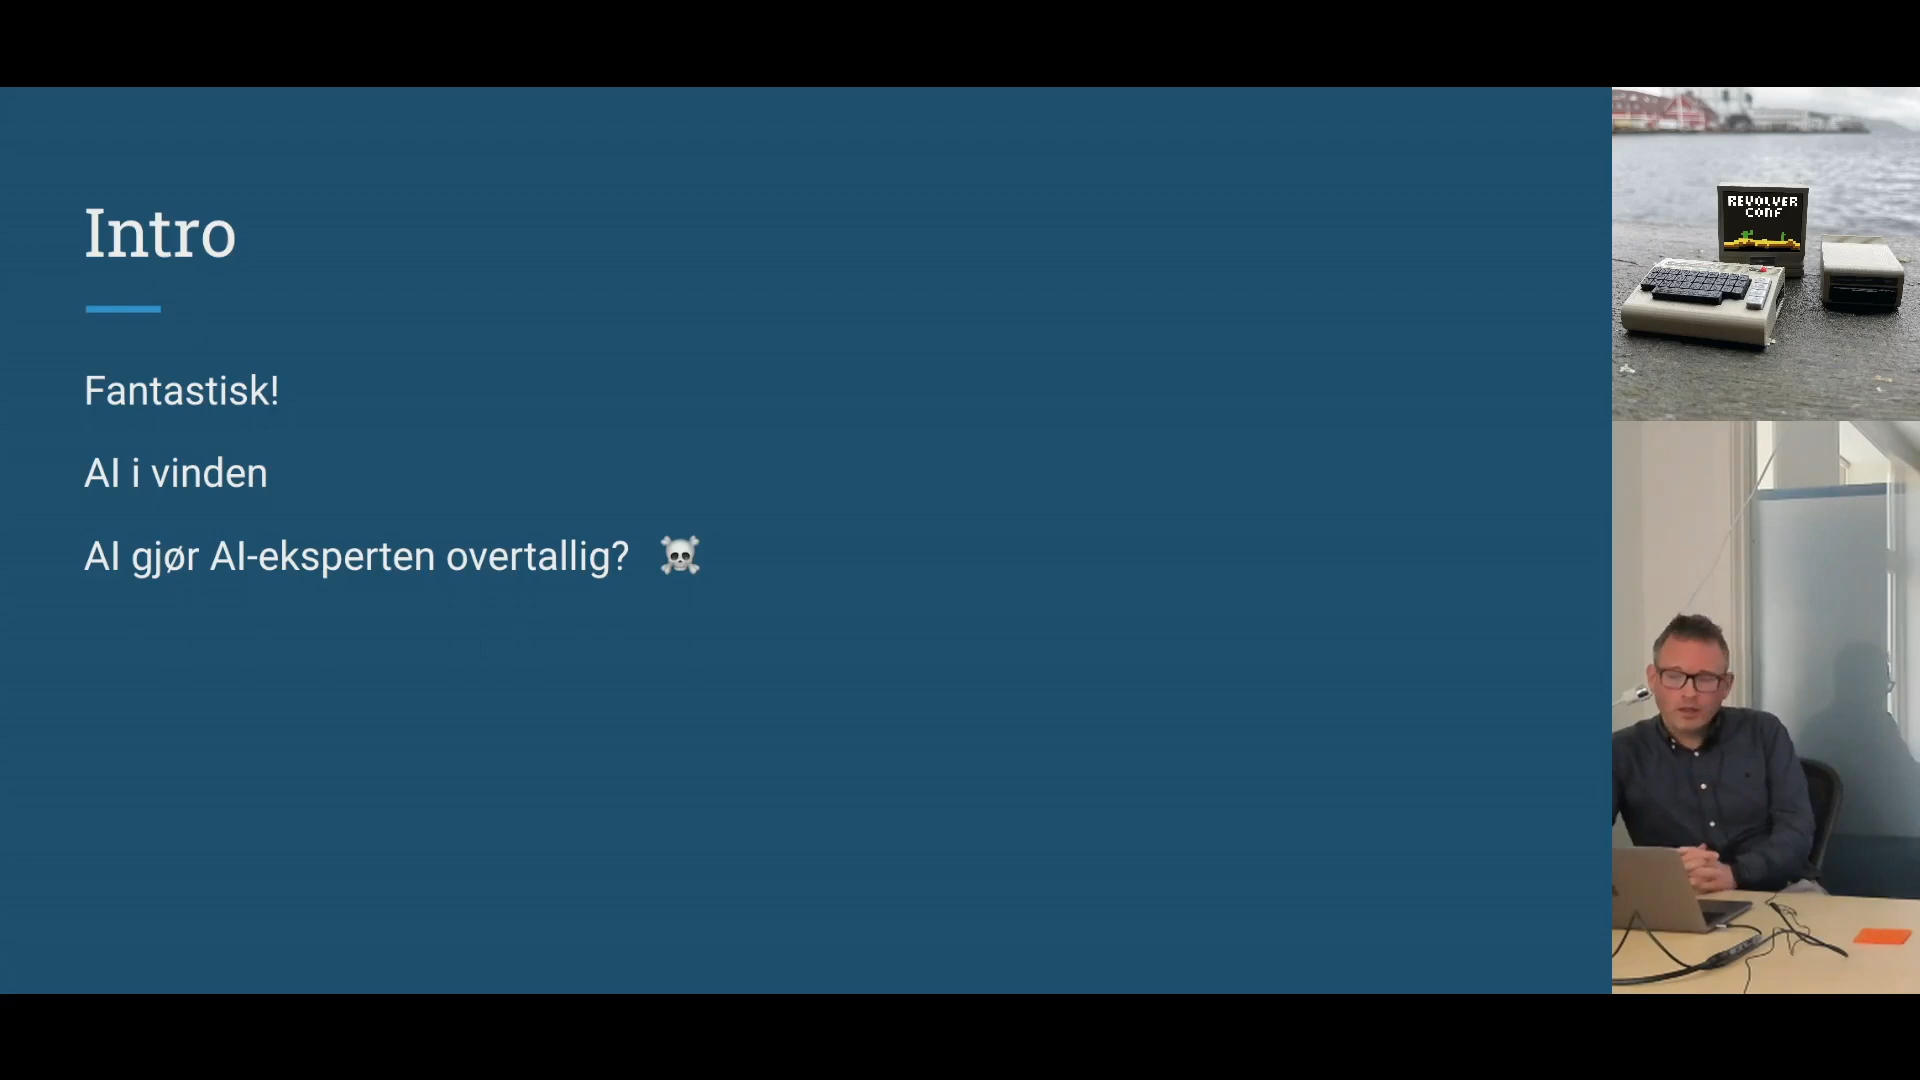 Intro
Fantastisk!
AI i vinden
AI gjør AI-eksperten overtallig? ☠️
REVOLVER
CONF